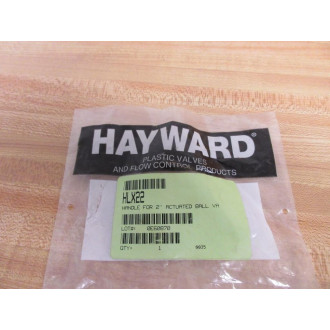 HAYWARD®
PLASTIC VALVES
AND FLOW CONTROL PRODUCTS
HLX22
HANDLE FOR 2" ACTUATED BALL VA
LOT#:
QTY: 1